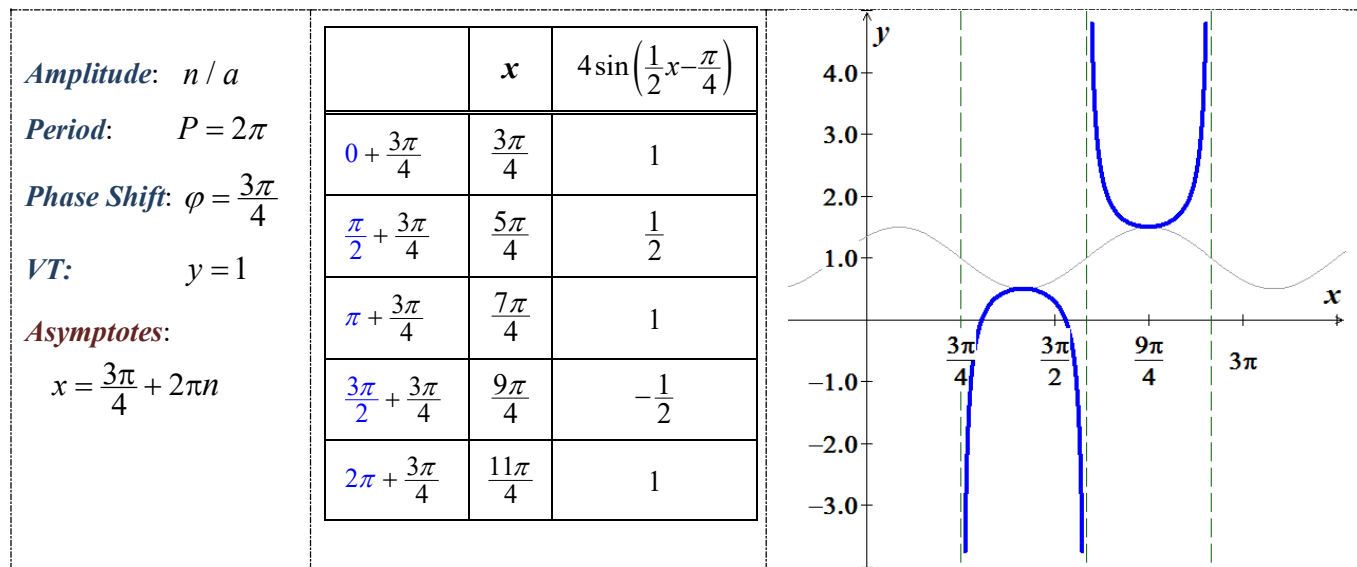 Amplitude: n / a
Period: P = 2π
Phase Shift: φ = 3π/4
VT: y = 1
Asymptotes:
x = 3π/4 + 2πn
x 4 sin(1/2 x − π/4)
0 + 3π/4 3π/4 1
π/2 + 3π/4 5π/4 1/2
π + 3π/4 7π/4 1
3π/2 + 3π/4 9π/4 −1/2
2π + 3π/4 11π/4 1
y
4.0
3.0
2.0
1.0
x
3π/4 3π/2 9π/4 3π
−1.0
−2.0
−3.0